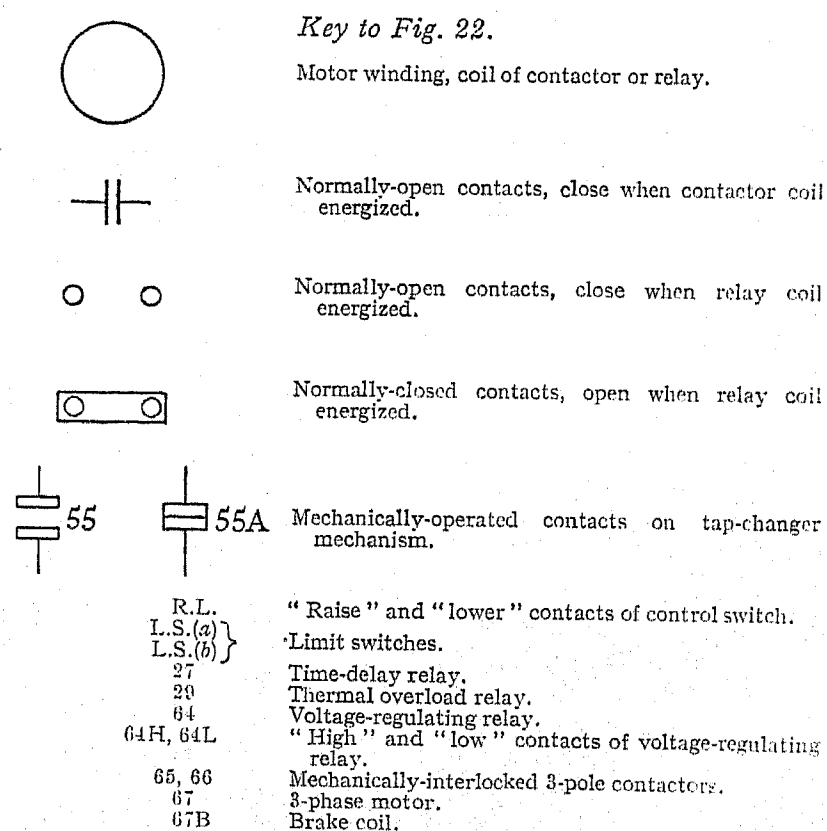 Key to Fig. 22.
Motor winding, coil of contactor or relay.
Normally-open contacts, close when contactor coil
energized.
Normally-open contacts, close when relay coil
energized.
Normally-closed contacts, open when relay coil
energized.
55 55A Mechanically-operated contacts on tap-changer
mechanism.
R.L. “ Raise ” and “ lower ” contacts of control switch.
L.S.(a)
L.S.(b) } Limit switches.
27 Time-delay relay.
29 Thermal overload relay.
64 Voltage-regulating relay.
64H, 64L “ High ” and “ low ” contacts of voltage-regulating
relay.
65, 66 Mechanically-interlocked 3-pole contactors.
67 3-phase motor.
67B Brake coil.